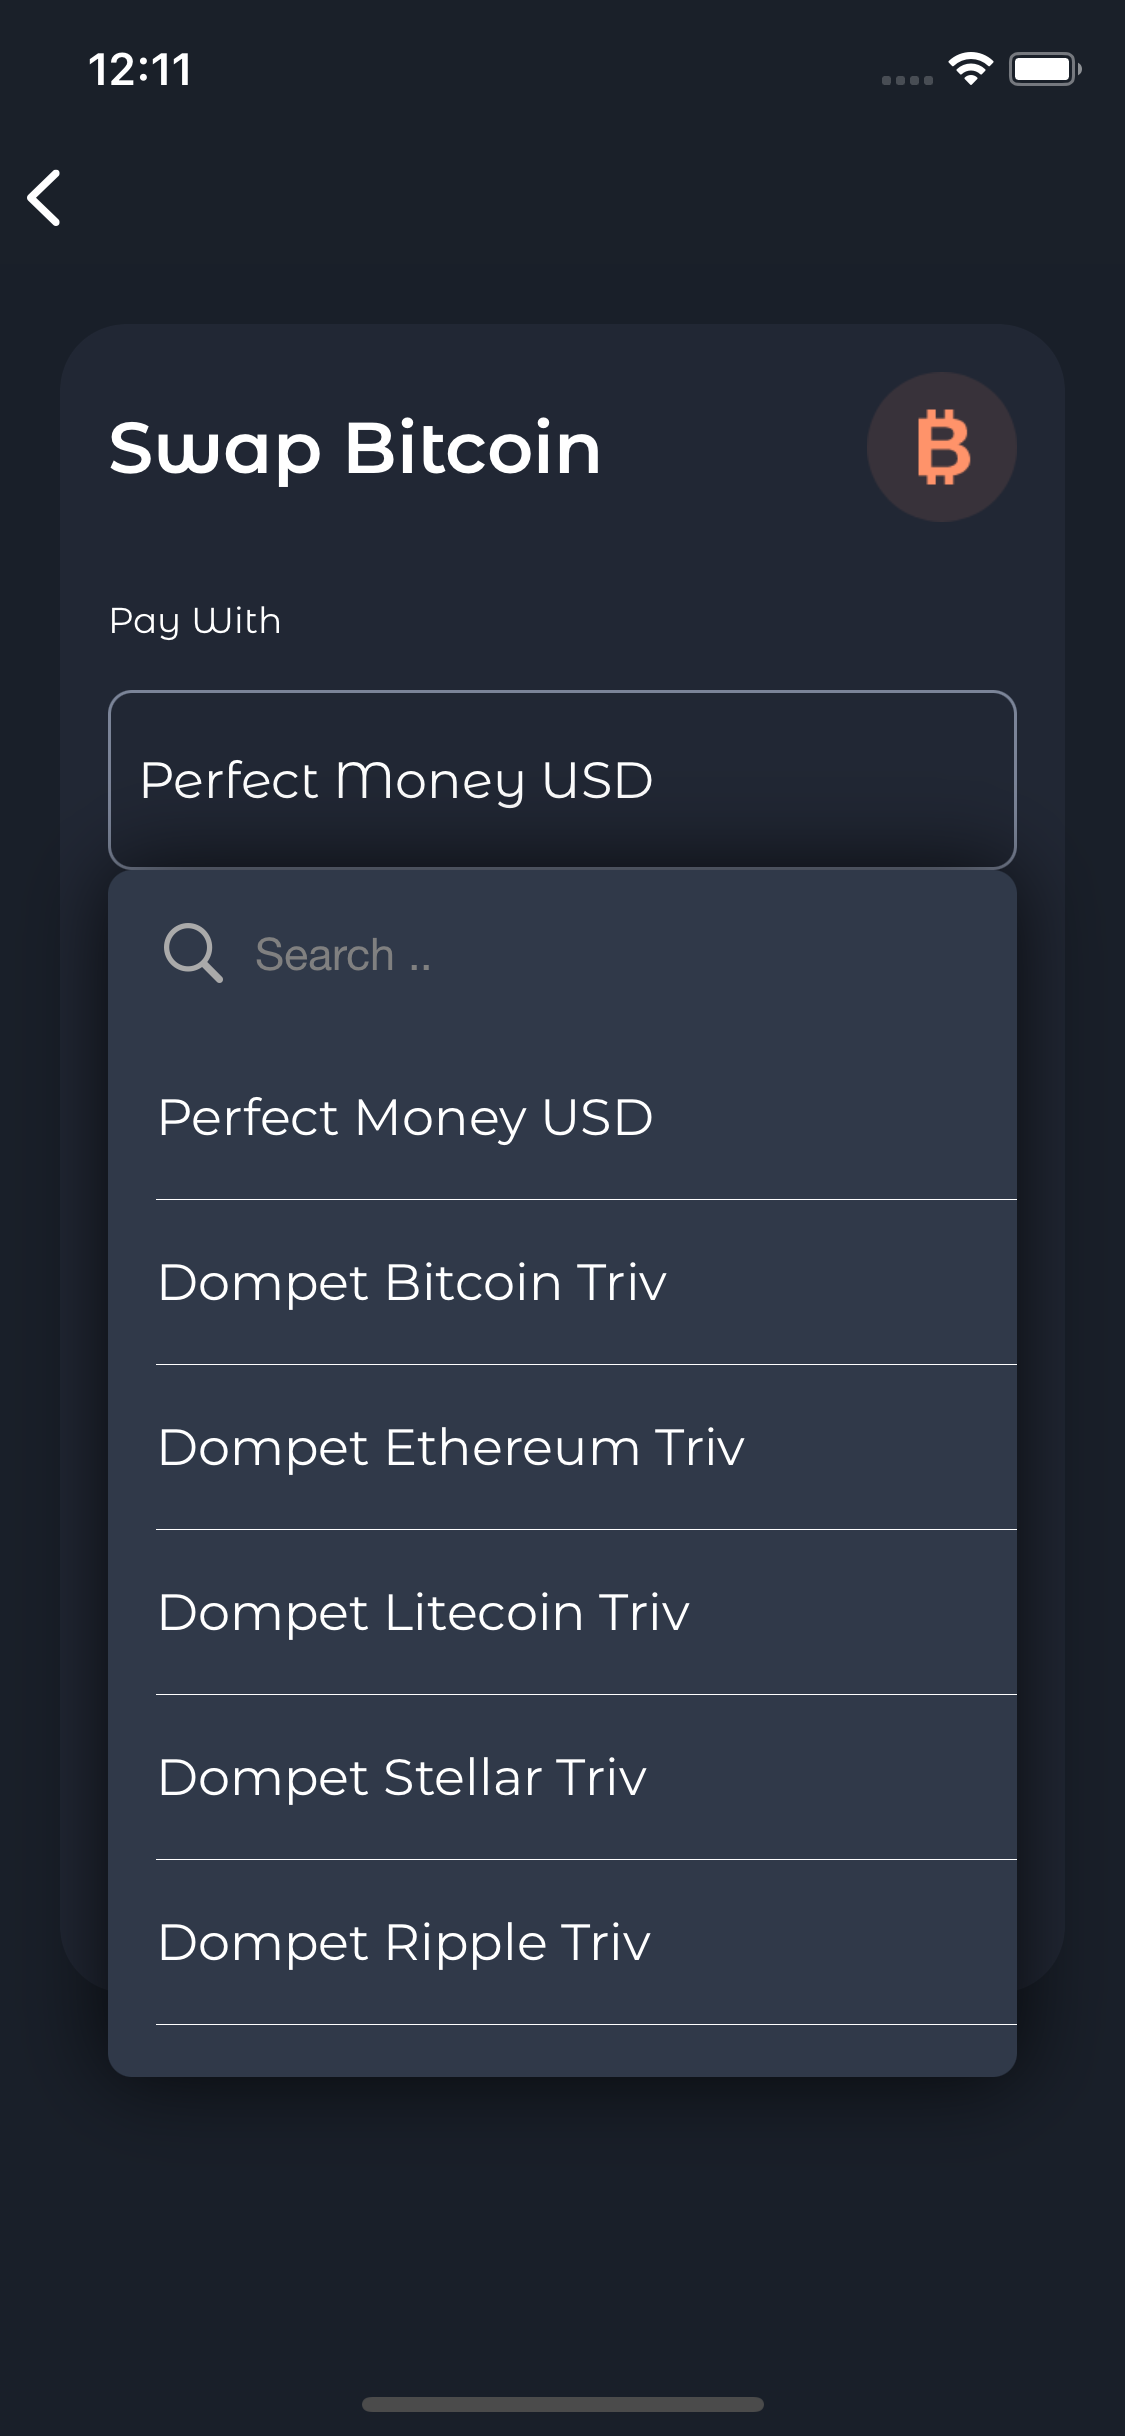 12:11
Swap Bitcoin
Pay With
Perfect Money USD
Search ..
Perfect Money USD
Dompet Bitcoin Triv
Dompet Ethereum Triv
Dompet Litecoin Triv
Dompet Stellar Triv
Dompet Ripple Triv